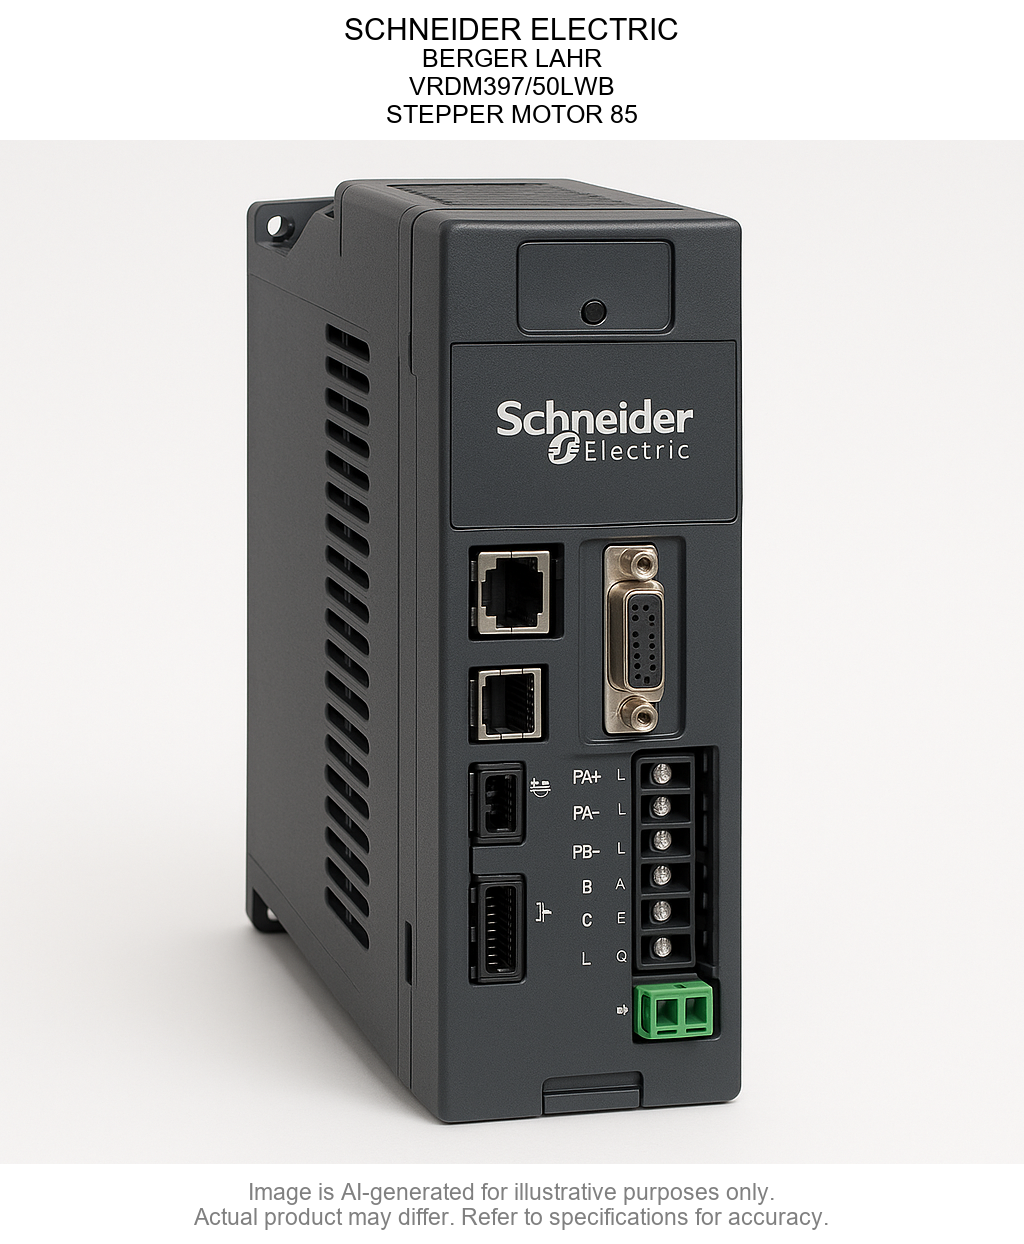 SCHNEIDER ELECTRIC
BERGER LAHR
VRDM397/50LWB
STEPPER MOTOR 85
Schneider
Electric
PA+ L
PA- L
PB- L
B A
C E
L Q
Image is AI-generated for illustrative purposes only.
Actual product may differ. Refer to specifications for accuracy.